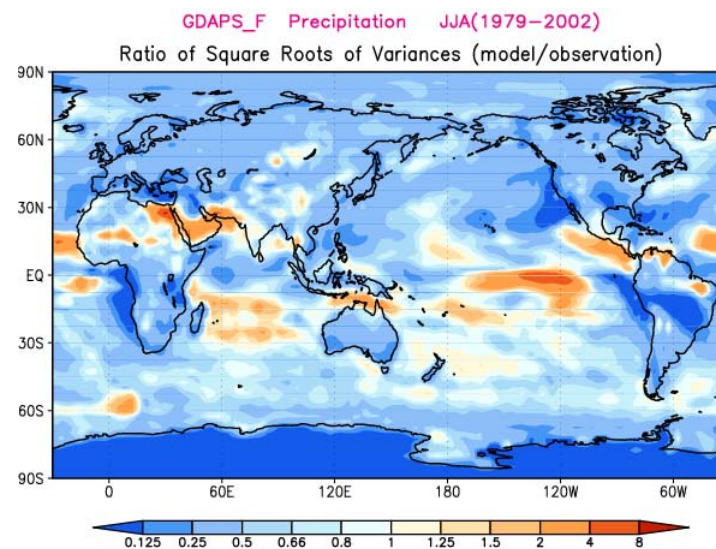 GDAPS_F Precipitation JJA(1979-2002)
Ratio of Square Roots of Variances (model/observation)
90N
60N
30N
EQ
30S
60S
90S
0 60E 120E 180 120W 60W
0.125 0.25 0.5 0.66 0.8 1 1.25 1.5 2 4 8